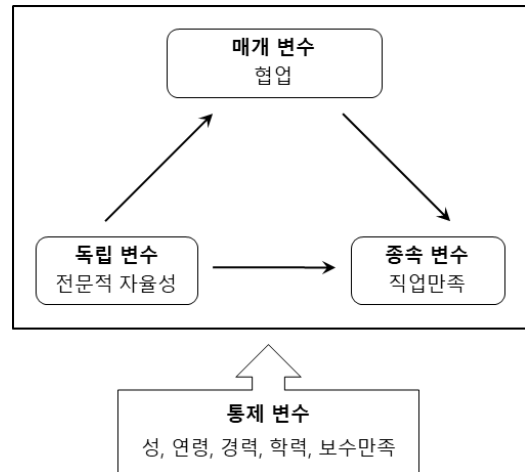 매개 변수
협업
독립 변수
전문적 자율성
종속 변수
직업만족
통제 변수
성, 연령, 경력, 학력, 보수만족